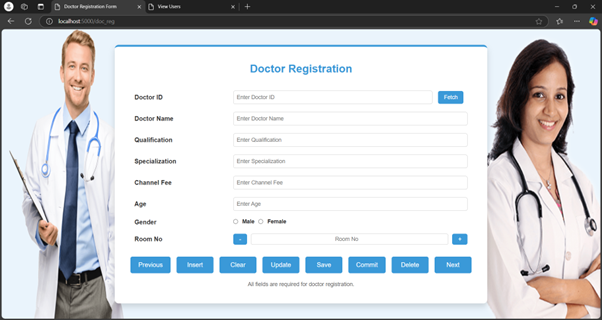 Doctor Registration Form
View Users
localhost:5000/doc_reg
Doctor Registration
Doctor ID Enter Doctor ID Fetch
Doctor Name Enter Doctor Name
Qualification Enter Qualification
Specialization Enter Specialization
Channel Fee Enter Channel Fee
Age Enter Age
Gender Male Female
Room No - Room No +
Previous Insert Clear Update Save Commit Delete Next
All fields are required for doctor registration.